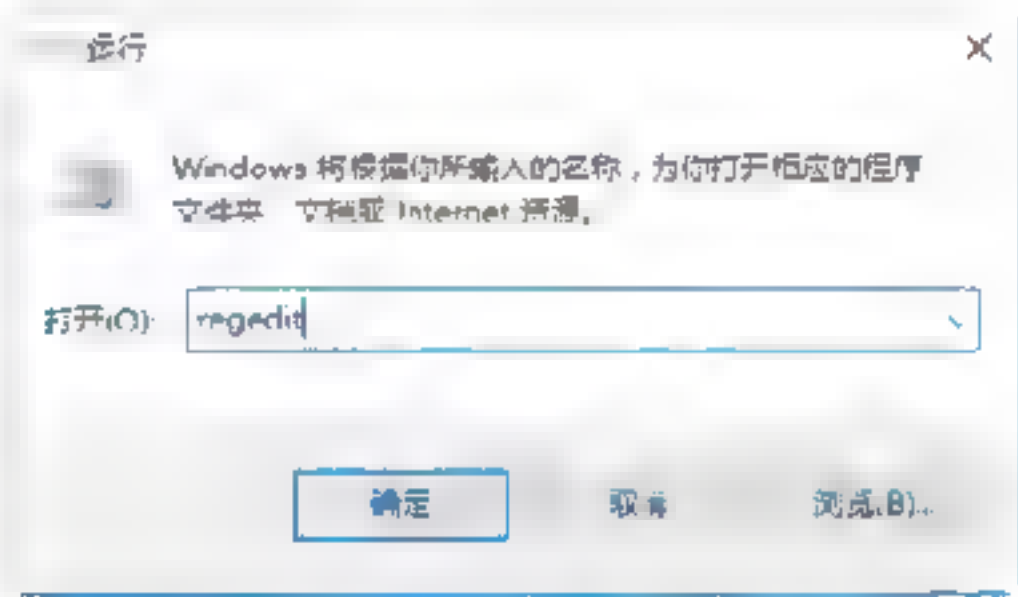 运行
Windows 将根据你所输入的名称，为你打开相应的程序
文件夹 文档或 Internet 资源。
打开(O): regedit
确定 取消 浏览(B)...